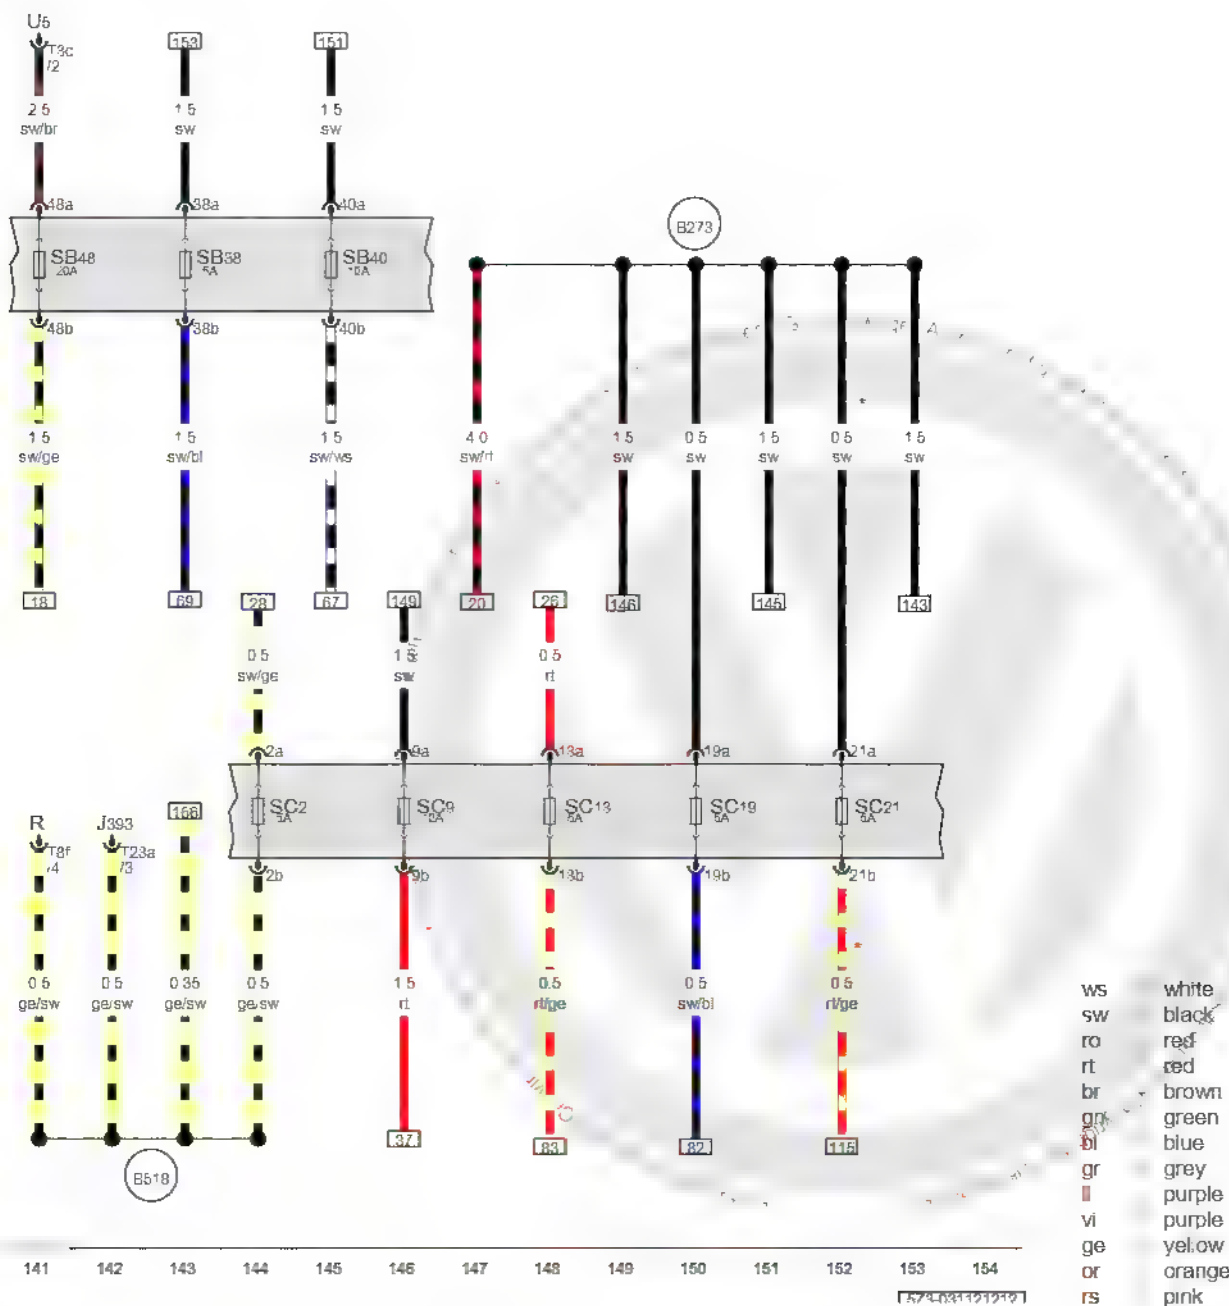 U5
T3c
/2
153
151
2 5
sw/br
1 5
sw
1 5
sw
48a
38a
40a
SB48
20A
SB38
5A
SB40
10A
48b
38b
40b
B273
1 5
sw/ge
1 5
sw/bl
1 5
sw/ws
4 0
sw/rt
1 5
sw
0 5
sw
1 5
sw
0 5
sw
1 5
sw
18
69
28
67
149
20
26
146
145
143
0 5
sw/ge
1 5
sw
0 5
rt
2a
9a
13a
19a
21a
SC2
5A
SC9
SC13
5A
SC19
5A
SC21
5A
R
T8f
/4
J393
T23a
/3
166
2b
9b
13b
19b
21b
0 5
ge/sw
0 5
ge/sw
0 35
ge/sw
0 5
ge/sw
1 5
rt
0.5
rt/ge
0 5
sw/bl
0 5
rt/ge
37
83
82
115
B518
ws white
sw black
ro red
rt red
br brown
gn green
bl blue
gr grey
li purple
vi purple
ge yellow
or orange
rs pink
141 142 143 144 145 146 147 148 149 150 151 152 153 154
573-031121212